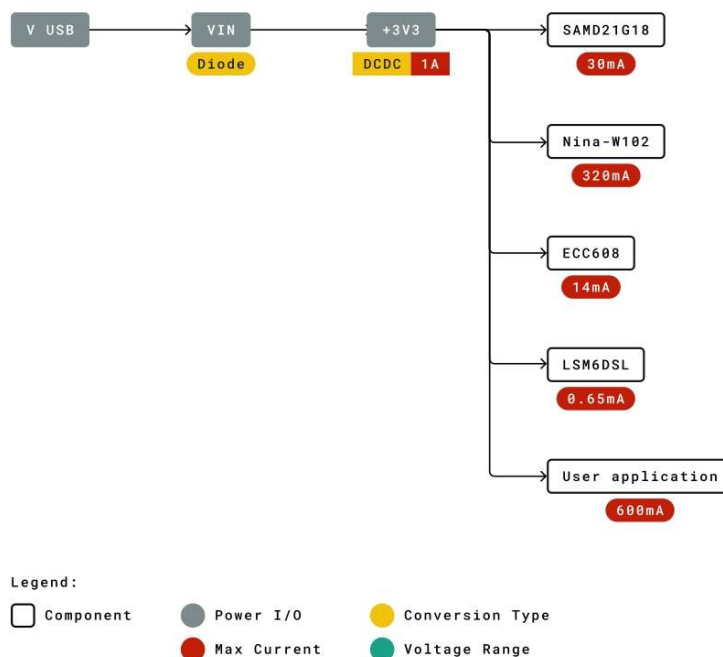 V USB
VIN
+3V3
SAMD21G18
Diode
DCDC 1A
30mA
Nina-W102
320mA
ECC608
14mA
LSM6DSL
0.65mA
User application
600mA
Legend:
Component
Power I/O
Conversion Type
Max Current
Voltage Range